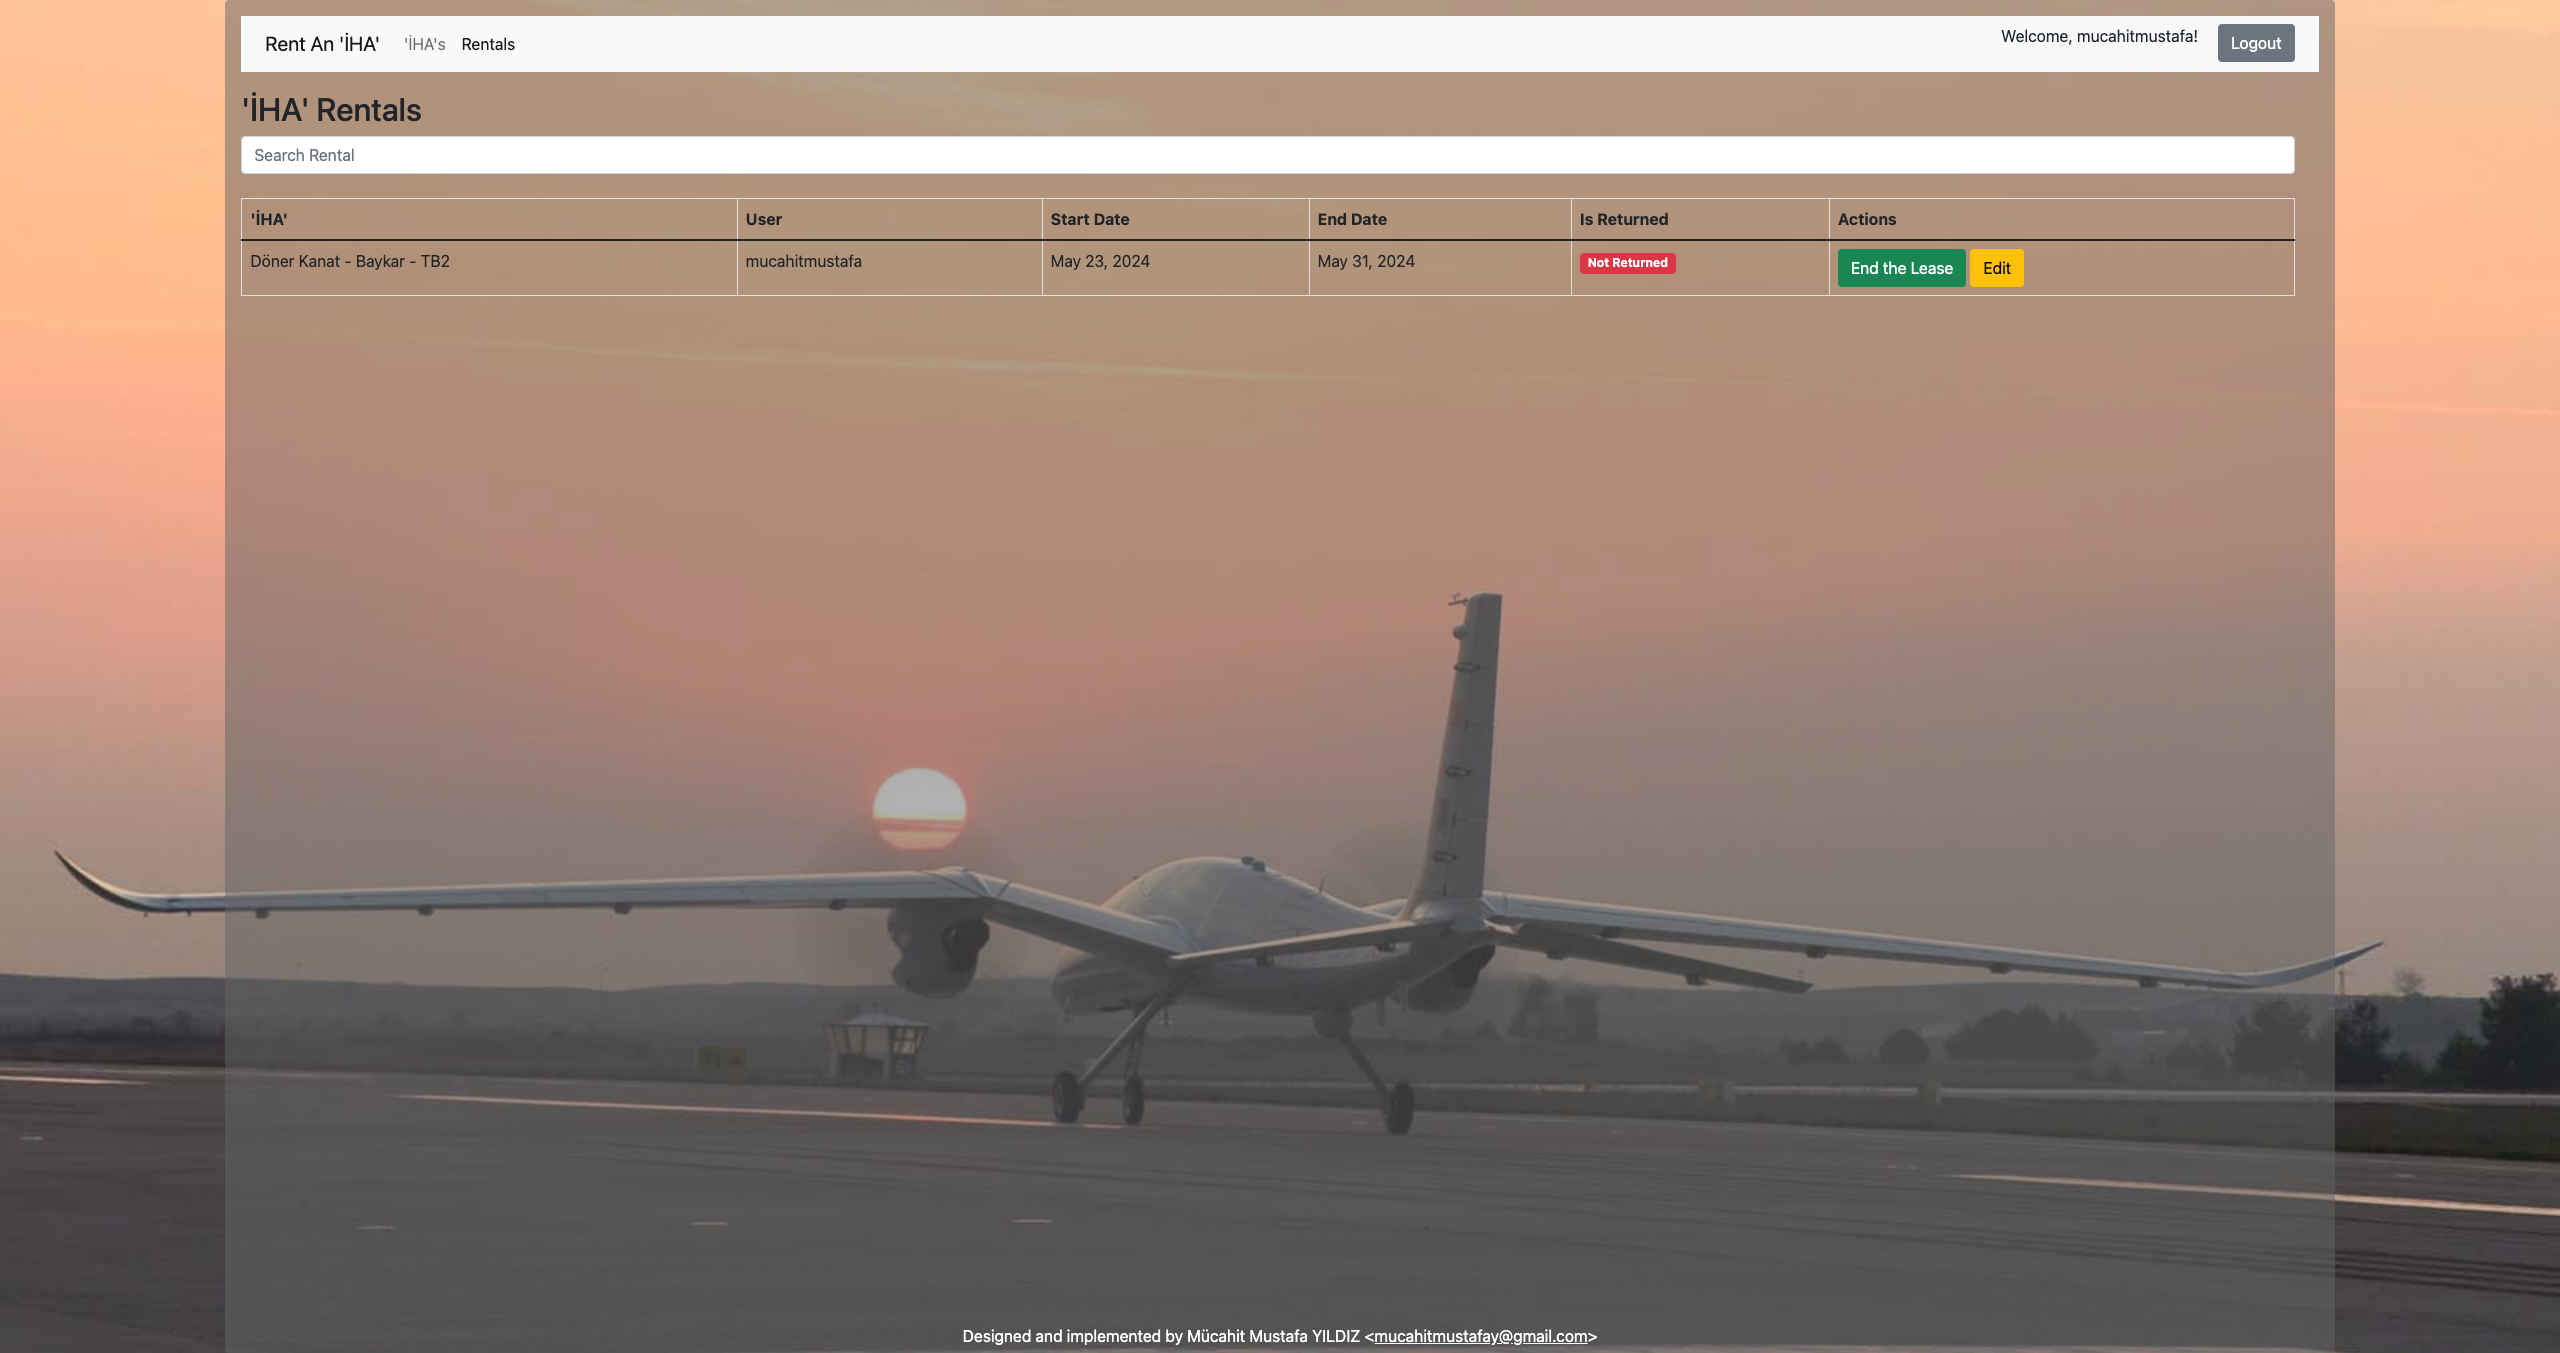 Rent An 'İHA' 'İHA's Rentals Welcome, mucahitmustafa! Logout
'İHA' Rentals
Search Rental
'İHA' User Start Date End Date Is Returned Actions
Döner Kanat - Baykar - TB2 mucahitmustafa May 23, 2024 May 31, 2024 Not Returned End the Lease Edit
Designed and implemented by Mücahit Mustafa YILDIZ <mucahitmustafay@gmail.com>